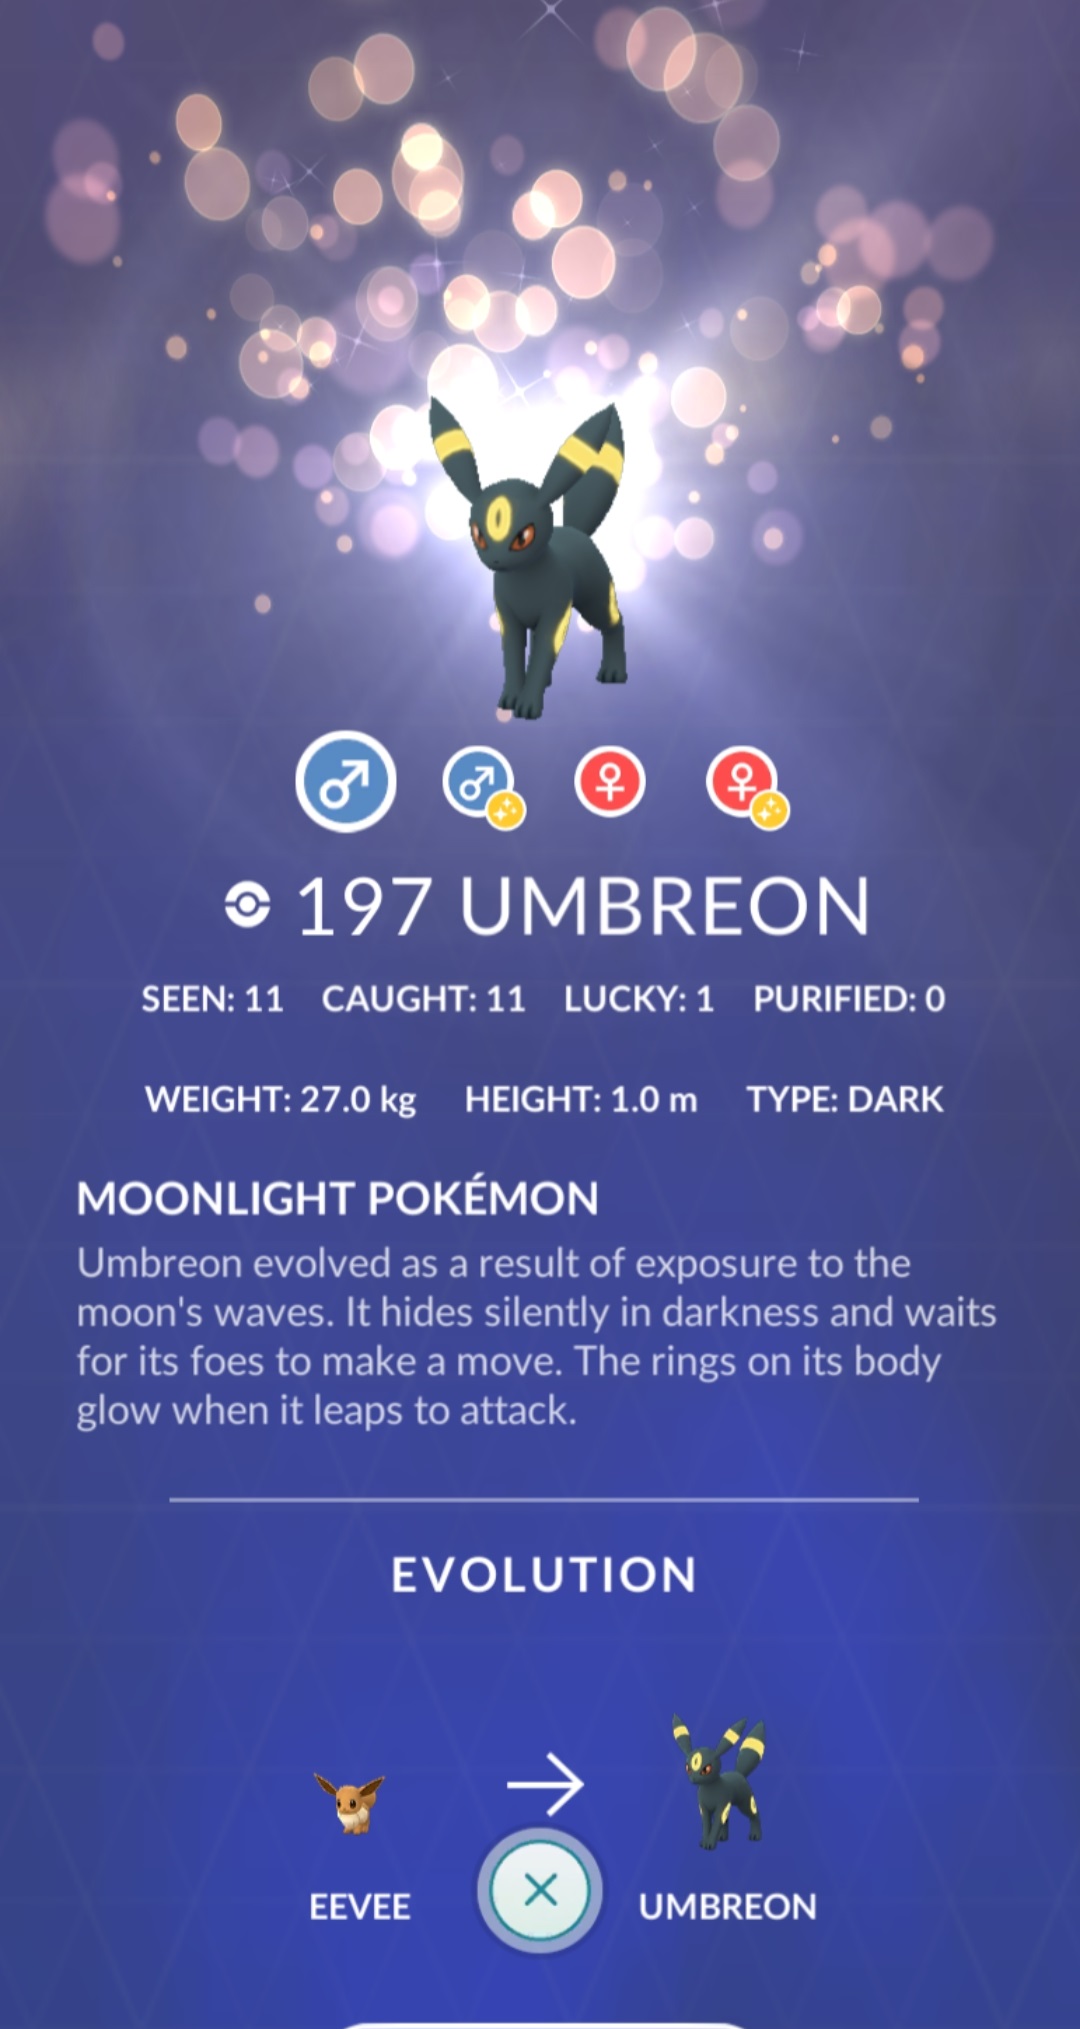 197 UMBREON
SEEN: 11 CAUGHT: 11 LUCKY: 1 PURIFIED: 0
WEIGHT: 27.0 kg HEIGHT: 1.0 m TYPE: DARK
MOONLIGHT POKÉMON
Umbreon evolved as a result of exposure to the
moon's waves. It hides silently in darkness and waits
for its foes to make a move. The rings on its body
glow when it leaps to attack.
EVOLUTION
EEVEE UMBREON